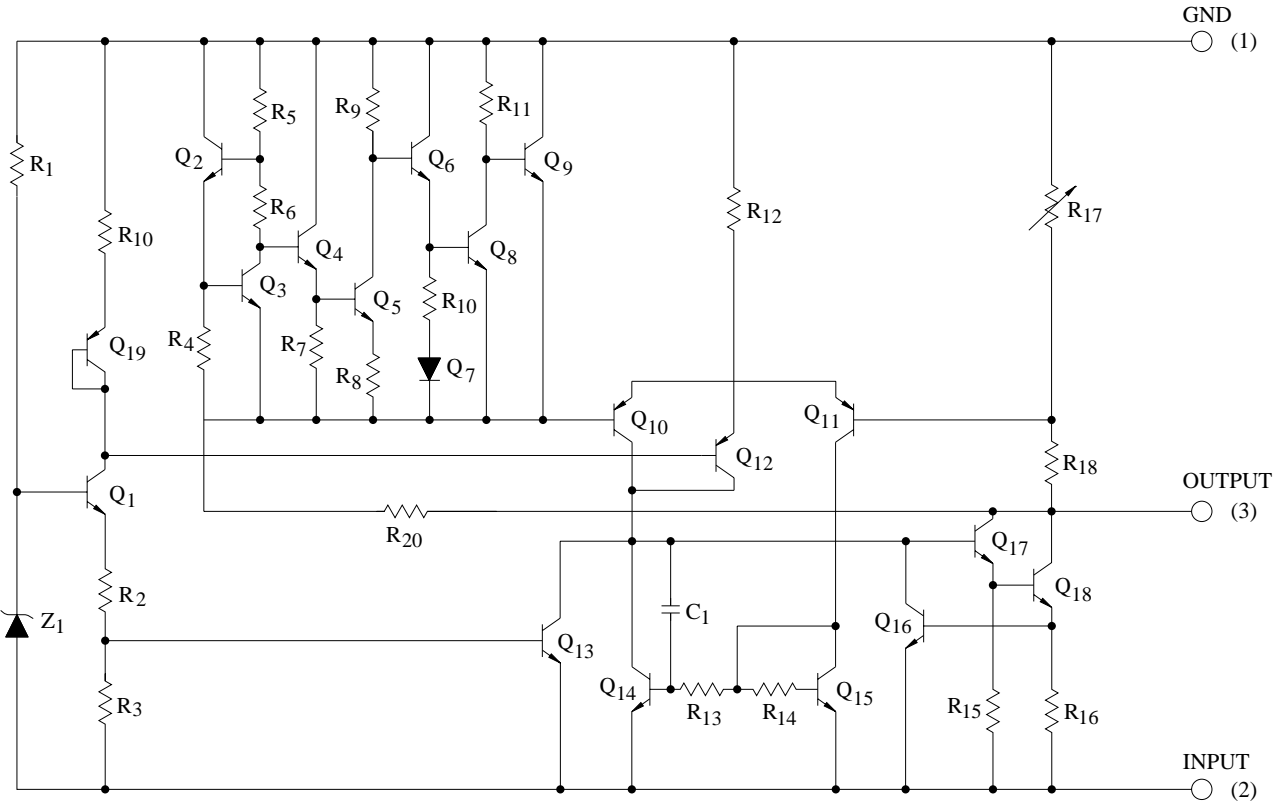 GND
(1)
R5
R9
R11
Q2
Q6
Q9
R1
R6
R12
R17
R10
Q4
Q8
Q3
Q5
R10
R4
R7
Q19
R8
Q7
Q10
Q11
Q12
R18
Q1
OUTPUT
(3)
R20
Q17
R2
Q18
Z1
C1
Q16
Q13
Q14
Q15
R3
R13
R14
R15
R16
INPUT
(2)